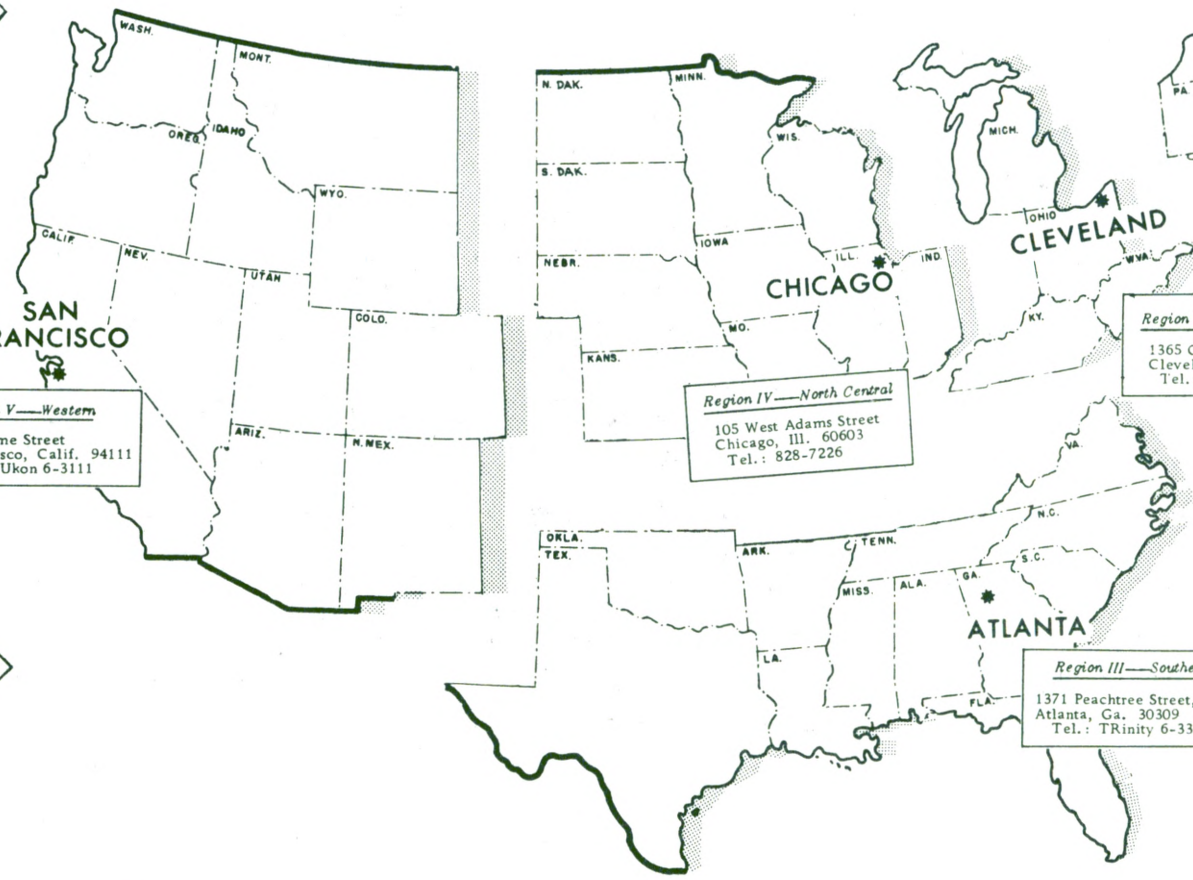 WASH.
MONT.
OREG.
IDAHO
WYO.
CALIF.
NEV.
UTAH
COLO.
ARIZ.
N.MEX.
SAN
RANCISCO
V—Western
ne Street
sco, Calif. 94111
Ukon 6-3111
N. DAK.
MINN.
S. DAK.
WIS.
IOWA
NEBR.
ILL.
IND.
CHICAGO
MO.
KANS.
Region IV—North Central
105 West Adams Street
Chicago, Ill. 60603
Tel.: 828-7226
MICH.
OHIO
CLEVELAND
PA
W.VA.
KY.
Region
1365
Clevel
Tel.
VA.
N.C.
S.C.
OKLA.
TEX.
ARK.
TENN.
MISS.
ALA.
GA.
LA.
FLA.
ATLANTA
Region III—Southe
1371 Peachtree Street,
Atlanta, Ga. 30309
Tel.: TRinity 6-33